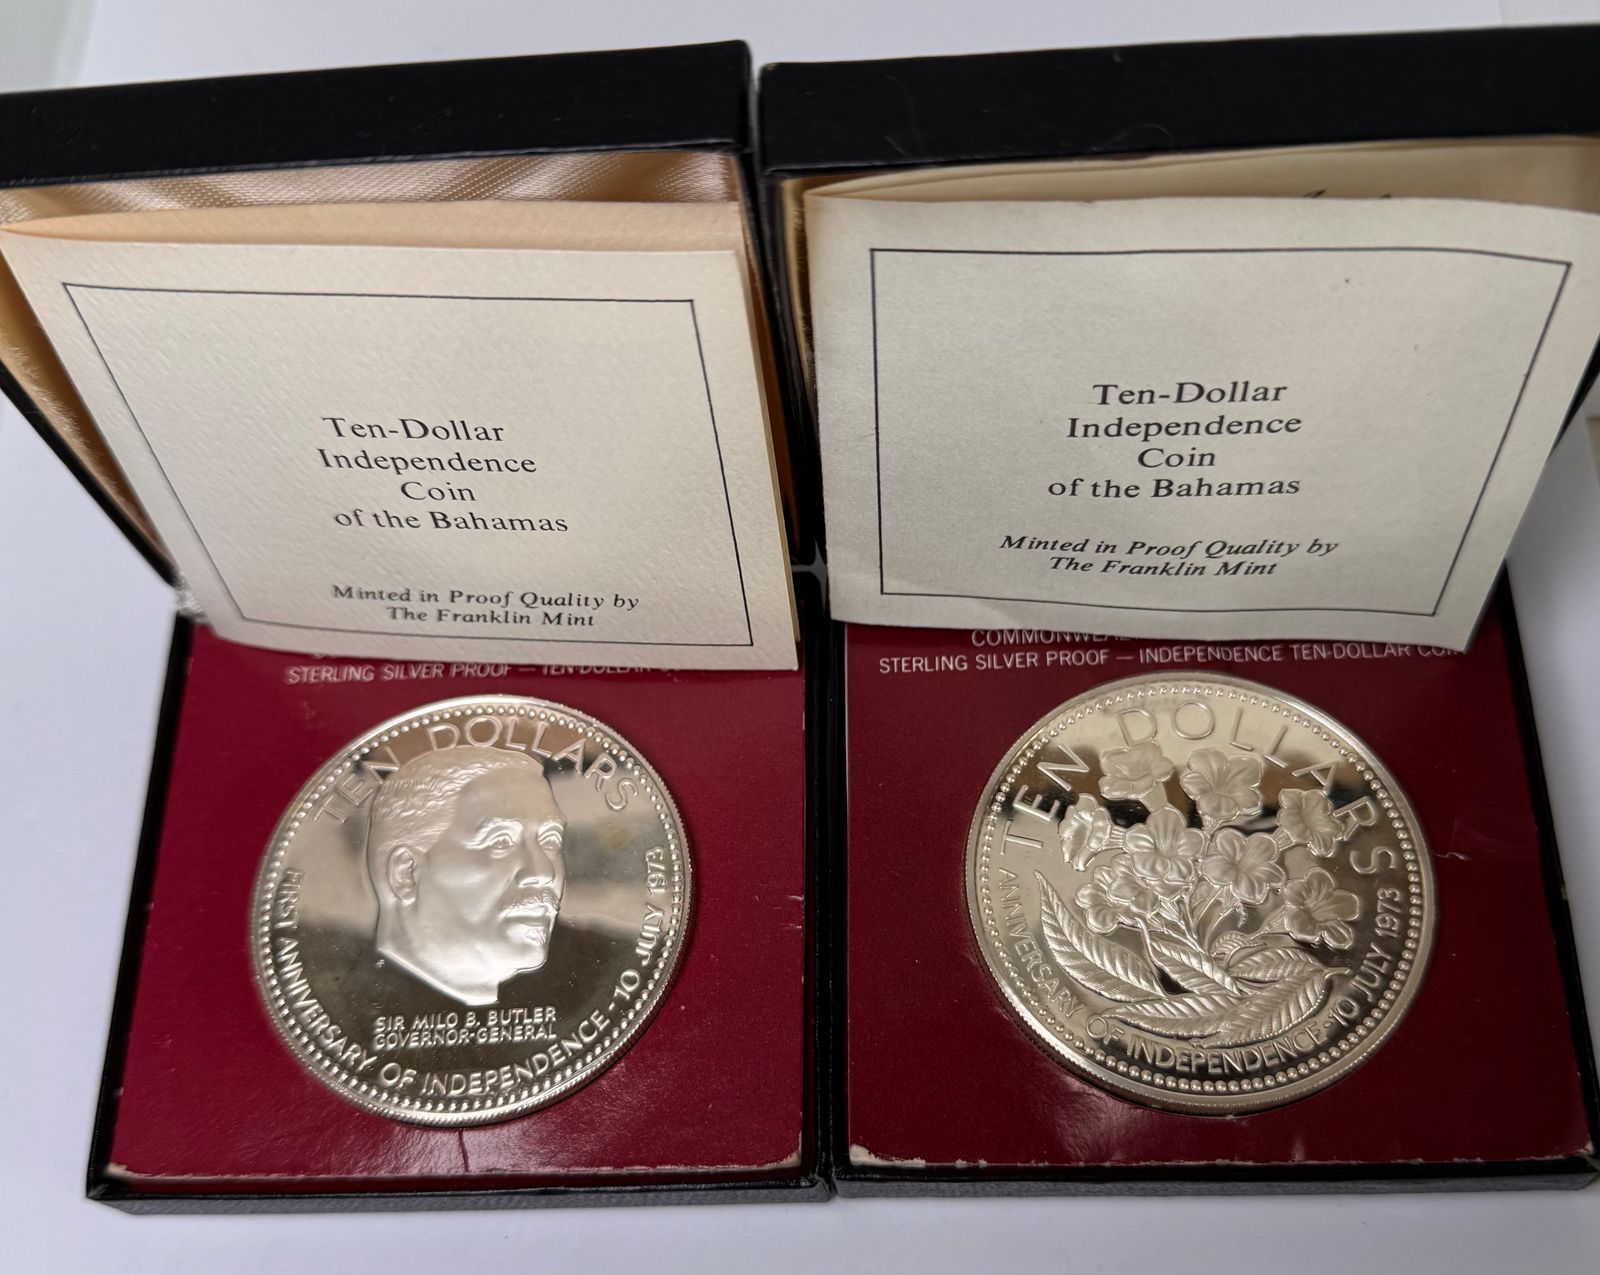 Ten-Dollar
Independence
Coin
of the Bahamas
Minted in Proof Quality by
The Franklin Mint
STERLING SILVER PROOF — TEN-DOLLAR
TEN DOLLARS
SIR MILO B. BUTLER
GOVERNOR-GENERAL
FIRST ANNIVERSARY OF INDEPENDENCE - 10 JULY 1973
Ten-Dollar
Independence
Coin
of the Bahamas
Minted in Proof Quality by
The Franklin Mint
COMMONWEAL
STERLING SILVER PROOF — INDEPENDENCE TEN-DOLLAR COIN
TEN DOLLARS
ANNIVERSARY OF INDEPENDENCE - 10 JULY 1973